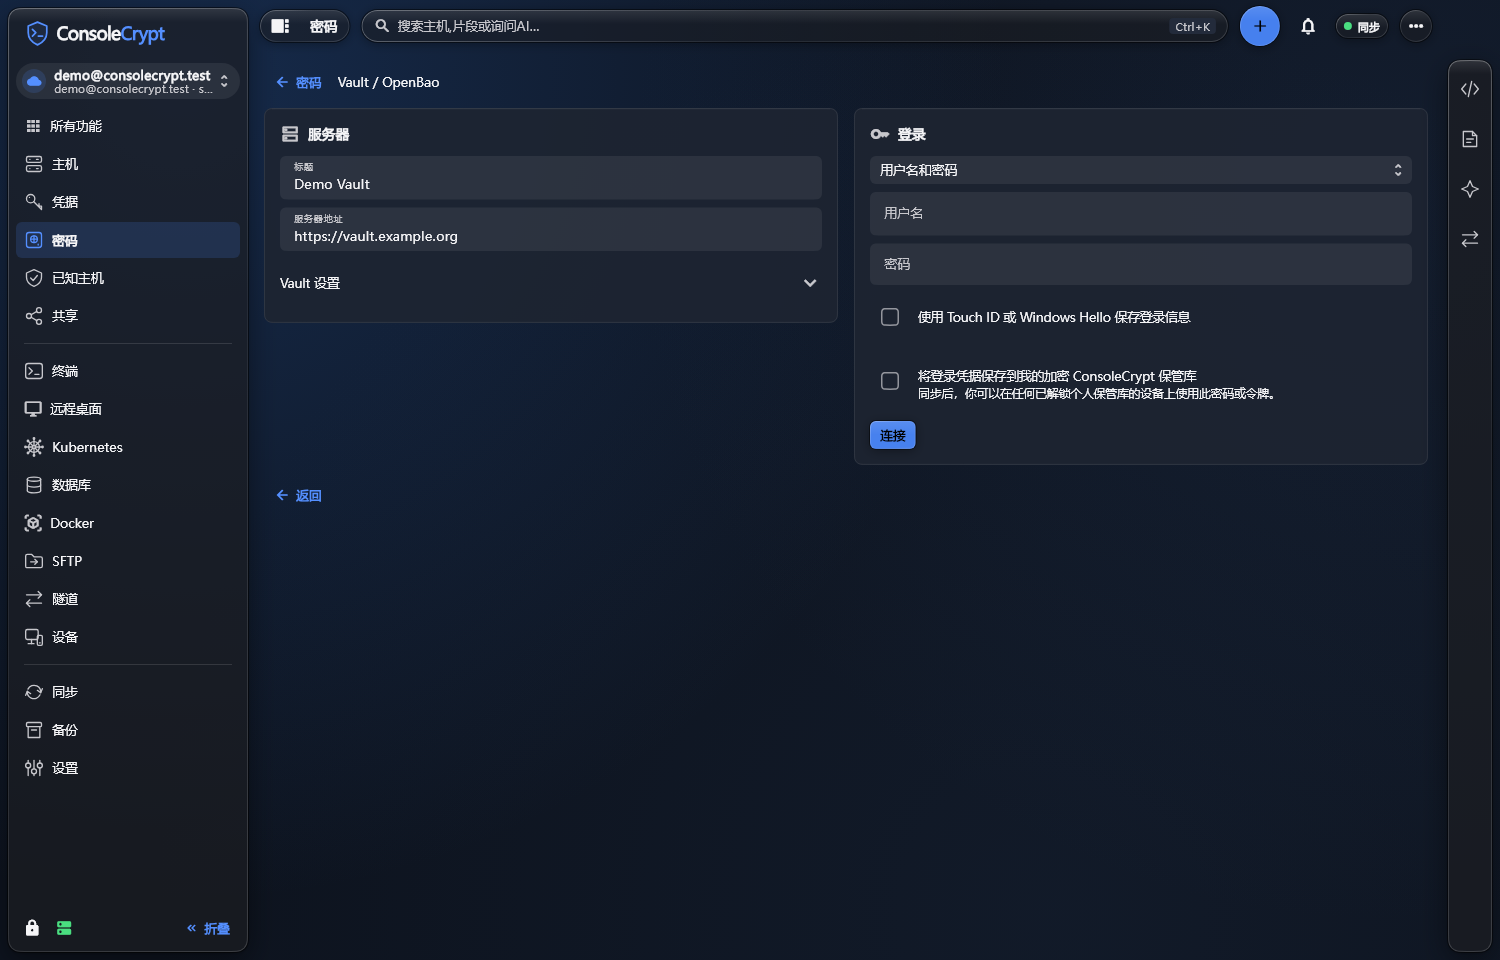 ConsoleCrypt
demo@consolecrypt.test
demo@consolecrypt.test · s...
所有功能
主机
凭据
密码
已知主机
共享
终端
远程桌面
Kubernetes
数据库
Docker
SFTP
隧道
设备
同步
备份
设置
折叠
密码
搜索主机,片段或询问AI...
Ctrl+K
同步
密码
Vault / OpenBao
服务器
标题
Demo Vault
服务器地址
https://vault.example.org
Vault 设置
登录
用户名和密码
用户名
密码
使用 Touch ID 或 Windows Hello 保存登录信息
将登录凭据保存到我的加密 ConsoleCrypt 保管库
同步后，你可以在任何已解锁个人保管库的设备上使用此密码或令牌。
连接
返回